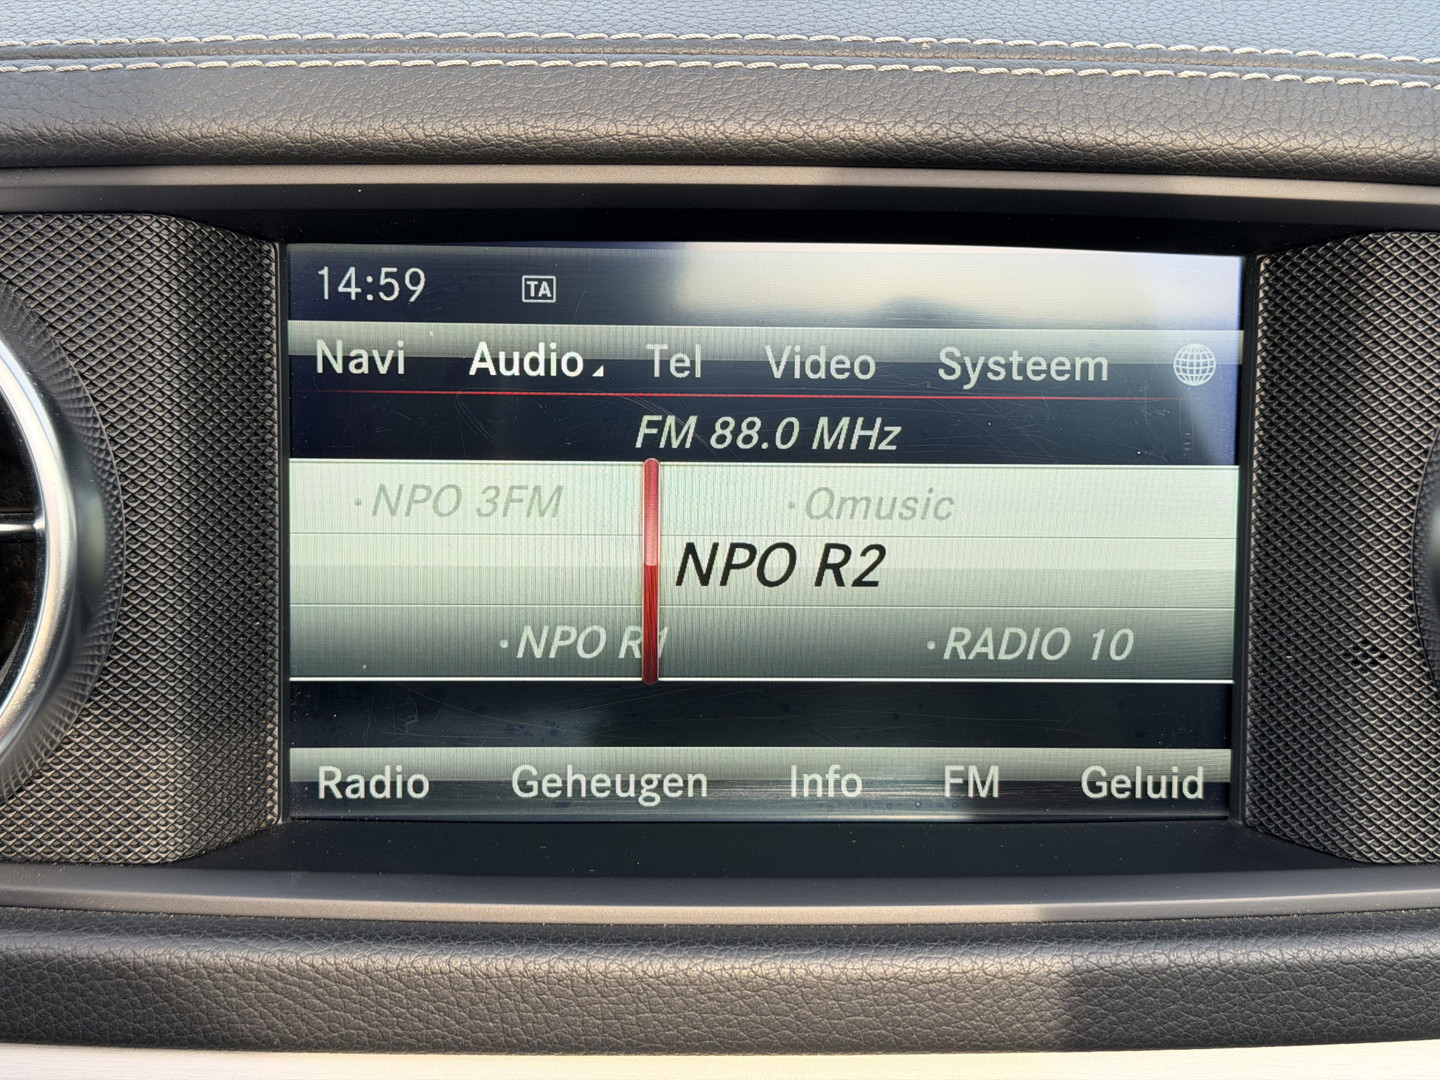 14:59 TA
Navi Audio Tel Video Systeem
FM 88.0 MHz
·NPO 3FM ·Qmusic
NPO R2
·NPO R1 ·RADIO 10
Radio Geheugen Info FM Geluid